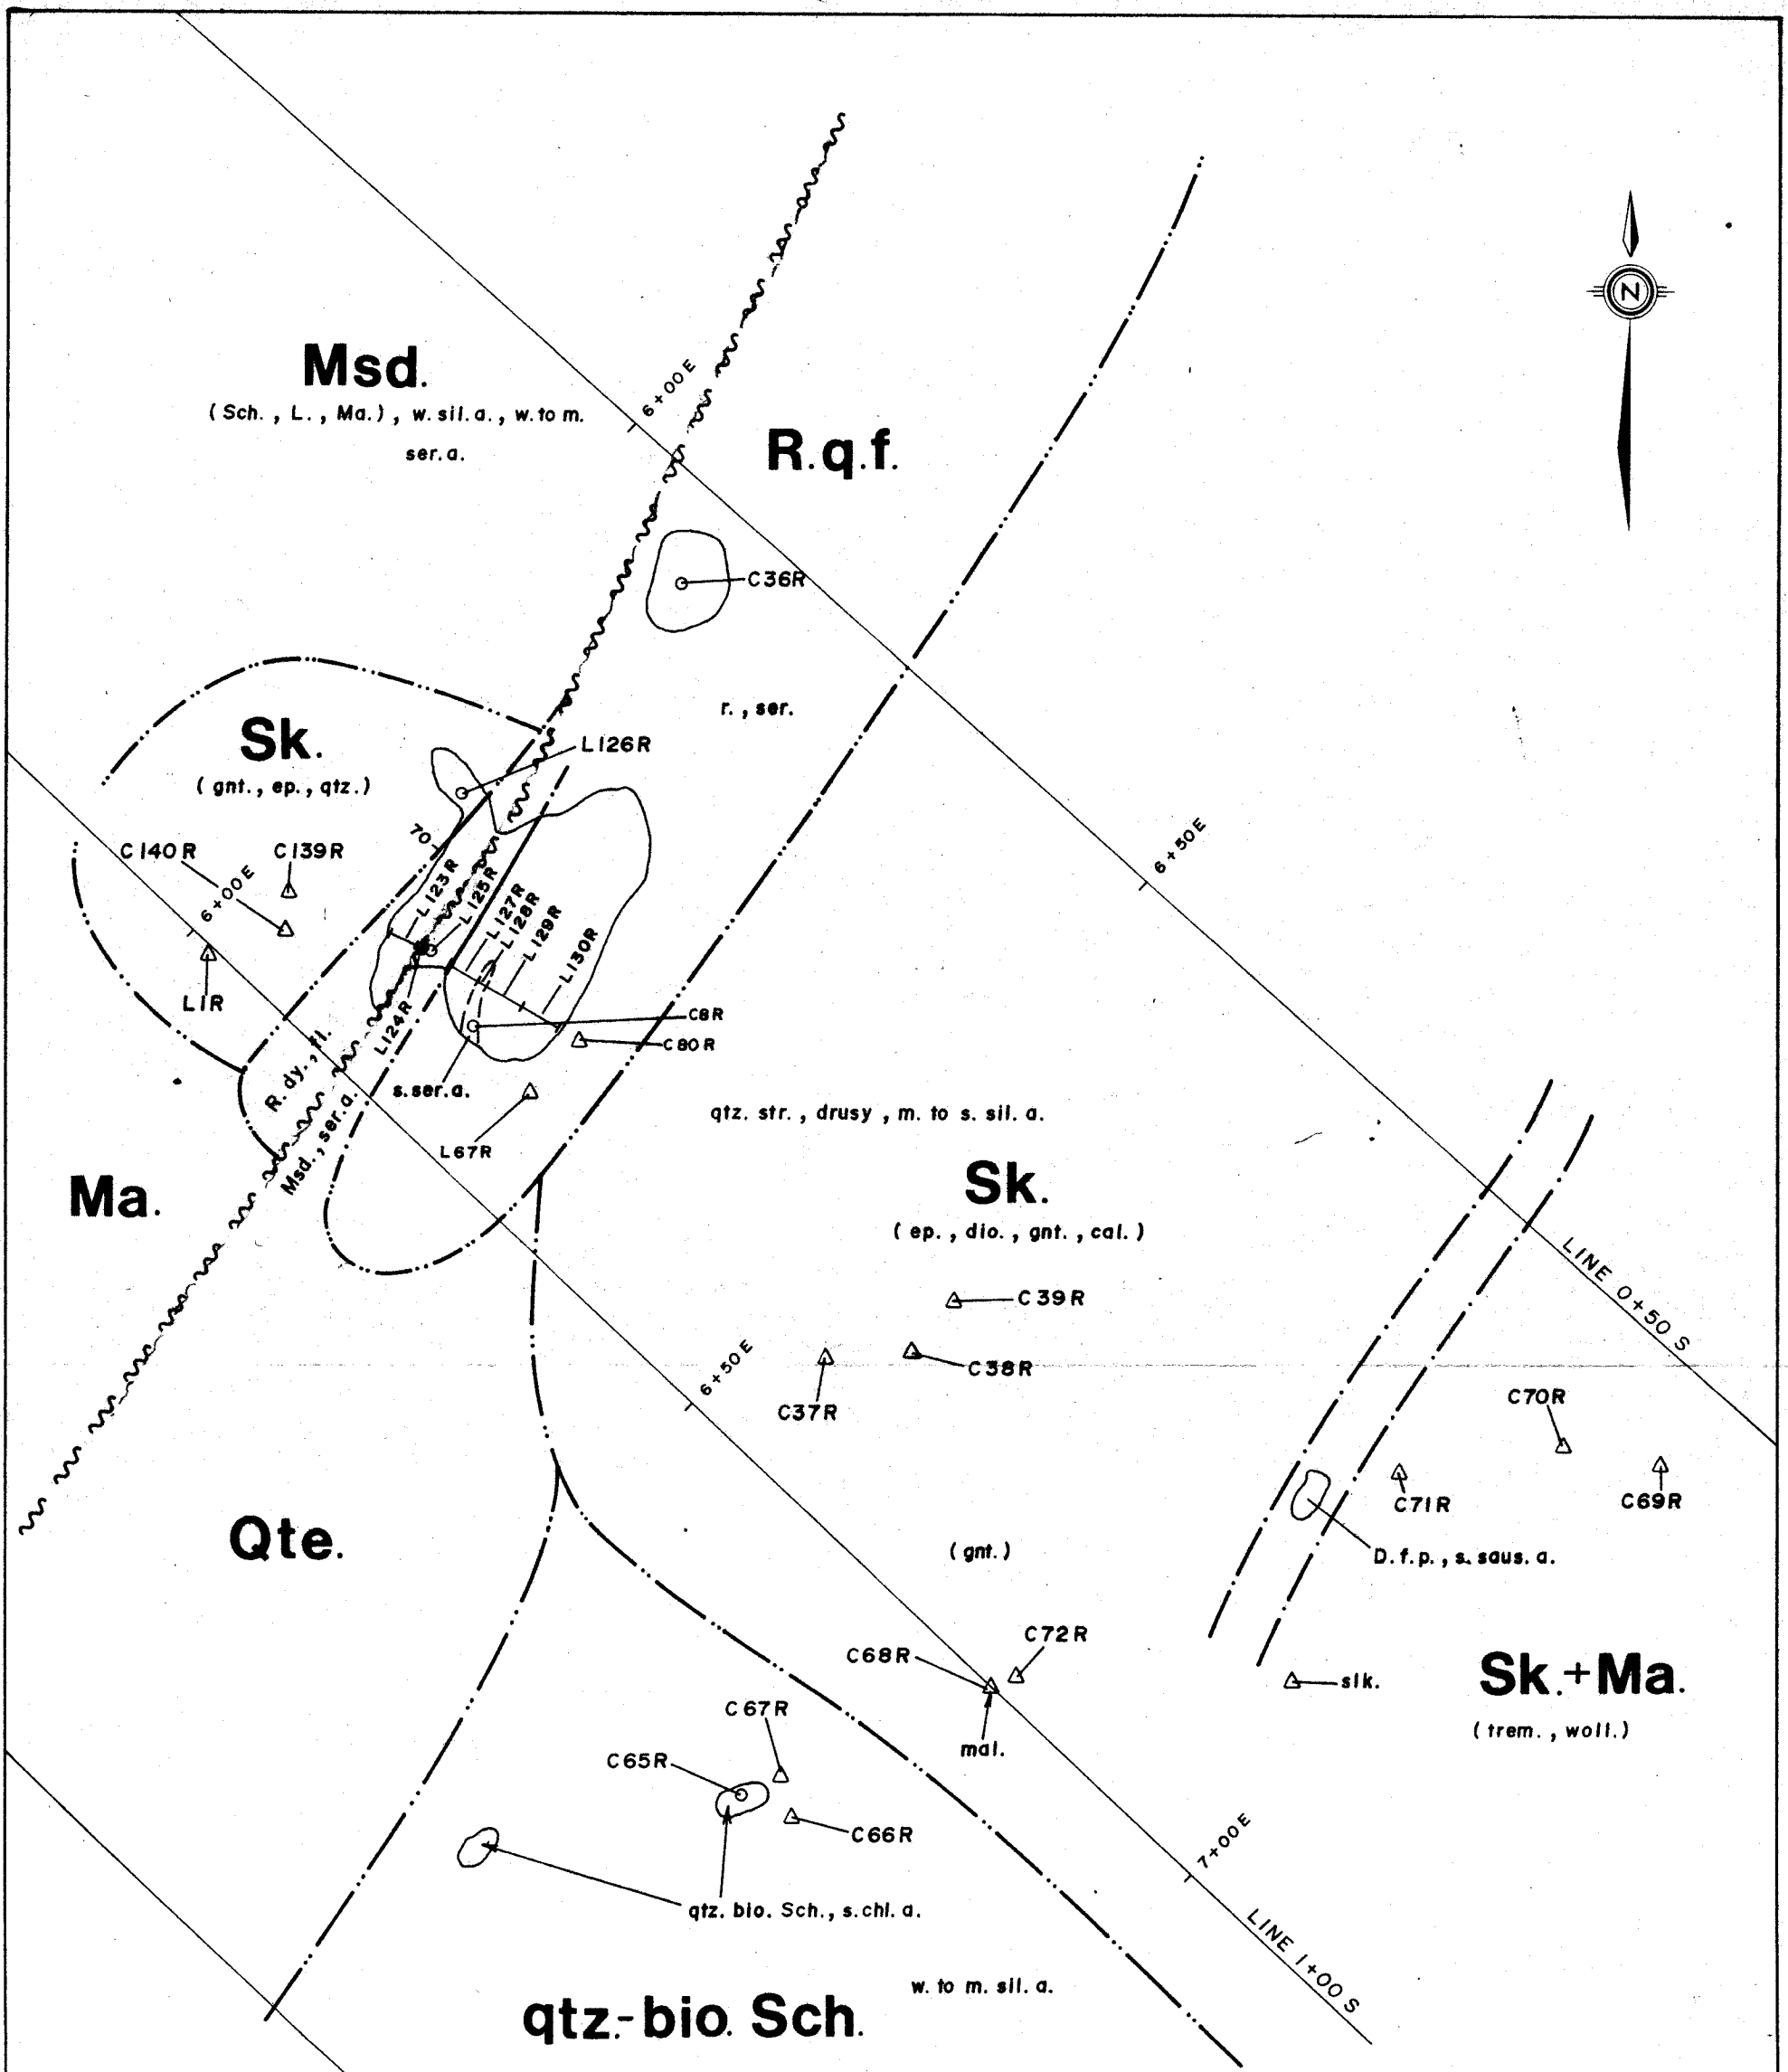 N
Msd.
(Sch., L., Ma.), w. sil. a., w. to m.
ser. a.
6+00E
R.q.f.
C36R
r., ser.
Sk.
(gnt., ep., qtz.)
L126R
70
C140R
C139R
6+00E
L1R
L123R
L125R
L127R
L128R
L129R
L130R
L124R
C8R
C80R
s. ser. a.
L67R
R. dy., fl.
Msd., ser. a.
6+50E
qtz. str., drusy, m. to s. sil. a.
Ma.
Sk.
(ep., dio., gnt., cal.)
C39R
C38R
C37R
6+50E
LINE 0+50 S
C70R
C71R
C69R
D.f.p., s. saus. a.
Qte.
(gnt.)
C68R
C72R
mal.
slk.
Sk.+Ma.
(trem., woll.)
C67R
C65R
C66R
7+00E
qtz. bio. Sch., s. chl. a.
LINE 1+00 S
w. to m. sil. a.
qtz.-bio. Sch.